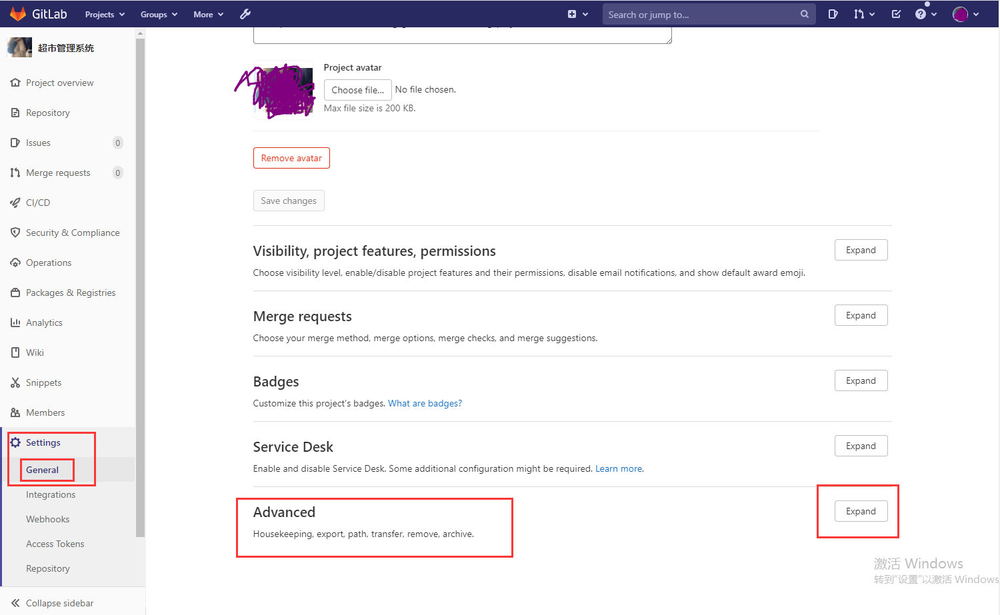 GitLab Projects Groups More Search or jump to...
超市管理系统
Project overview
Repository
Issues 0
Merge requests 0
CI/CD
Security & Compliance
Operations
Packages & Registries
Analytics
Wiki
Snippets
Members
Settings
General
Integrations
Webhooks
Access Tokens
Repository
Collapse sidebar
Project avatar
Choose file... No file chosen.
Max file size is 200 KB.
Remove avatar
Save changes
Visibility, project features, permissions
Expand
Choose visibility level, enable/disable project features and their permissions, disable email notifications, and show default award emoji.
Merge requests
Expand
Choose your merge method, merge options, merge checks, and merge suggestions.
Badges
Expand
Customize this project's badges. What are badges?
Service Desk
Expand
Enable and disable Service Desk. Some additional configuration might be required. Learn more.
Advanced
Expand
Housekeeping, export, path, transfer, remove, archive.
激活 Windows
转到"设置"以激活 Windows